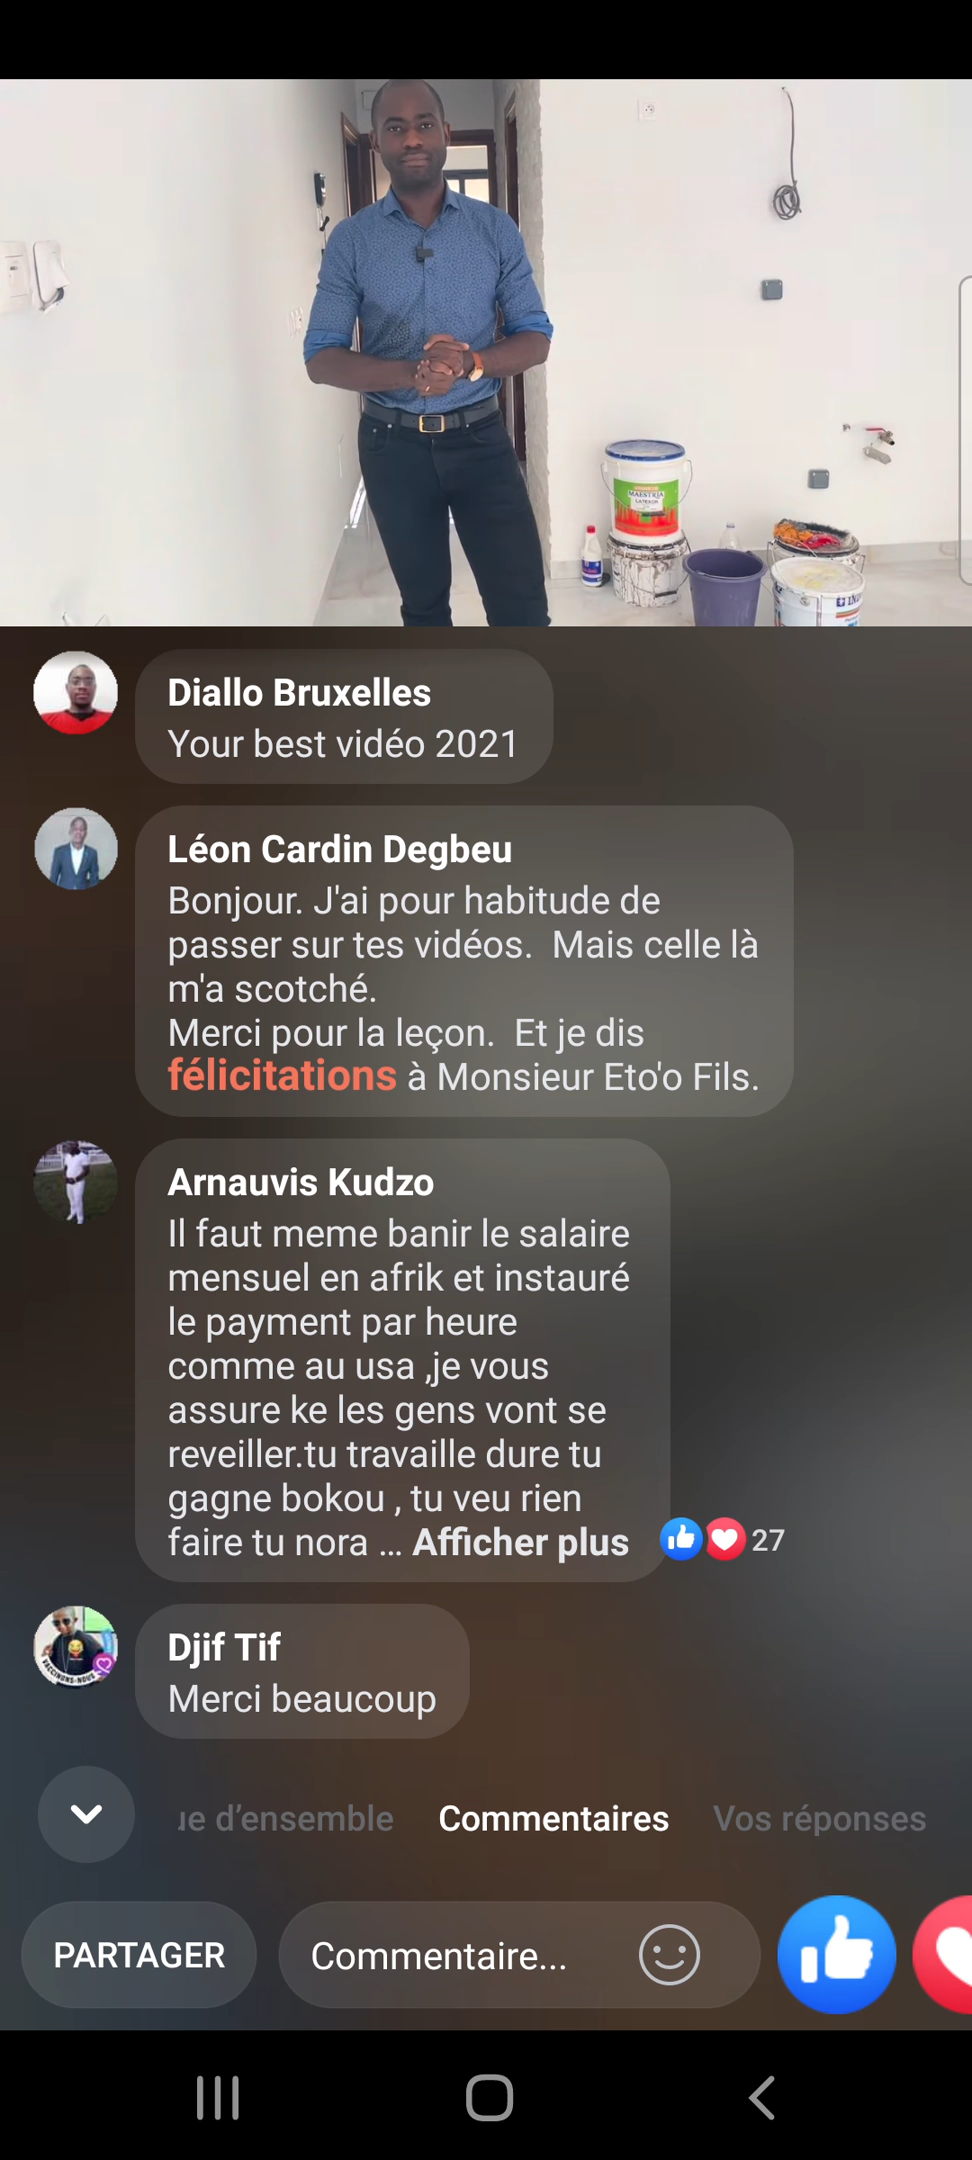 MAESTRIA
Diallo Bruxelles
Your best vidéo 2021
Léon Cardin Degbeu
Bonjour. J'ai pour habitude de
passer sur tes vidéos.  Mais celle là
m'a scotché.
Merci pour la leçon.  Et je dis
félicitations à Monsieur Eto'o Fils.
Arnauvis Kudzo
Il faut meme banir le salaire
mensuel en afrik et instauré
le payment par heure
comme au usa ,je vous
assure ke les gens vont se
reveiller.tu travaille dure tu
gagne bokou , tu veu rien
faire tu nora ... Afficher plus
27
VACCINONS-NOUS
Djif Tif
Merci beaucoup
ue d’ensemble Commentaires Vos réponses
PARTAGER Commentaire...